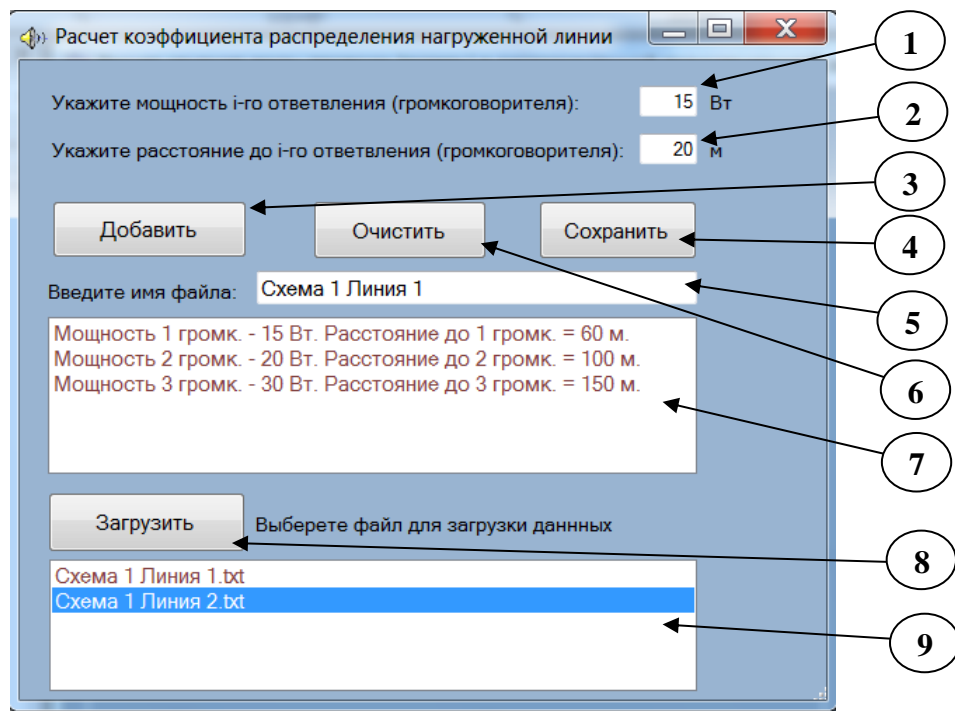 Расчет коэффициента распределения нагруженной линии
1
Укажите мощность i-го ответвления (громкоговорителя): 15 Вт
2
Укажите расстояние до i-го ответвления (громкоговорителя): 20 м
3
Добавить Очистить Сохранить
4
Введите имя файла: Схема 1 Линия 1
5
Мощность 1 громк. - 15 Вт. Расстояние до 1 громк. = 60 м.
Мощность 2 громк. - 20 Вт. Расстояние до 2 громк. = 100 м.
Мощность 3 громк. - 30 Вт. Расстояние до 3 громк. = 150 м.
6
7
Загрузить Выберете файл для загрузки даннных
8
Схема 1 Линия 1.txt
Схема 1 Линия 2.txt
9